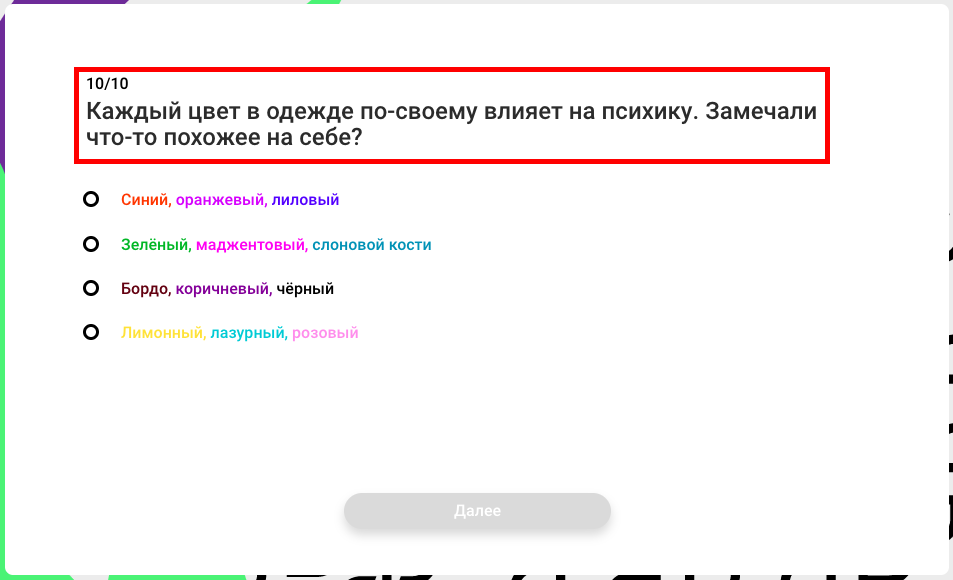 10/10
Каждый цвет в одежде по-своему влияет на психику. Замечали
что-то похожее на себе?
Синий, оранжевый, лиловый
Зелёный, маджентовый, слоновой кости
Бордо, коричневый, чёрный
Лимонный, лазурный, розовый
Далее